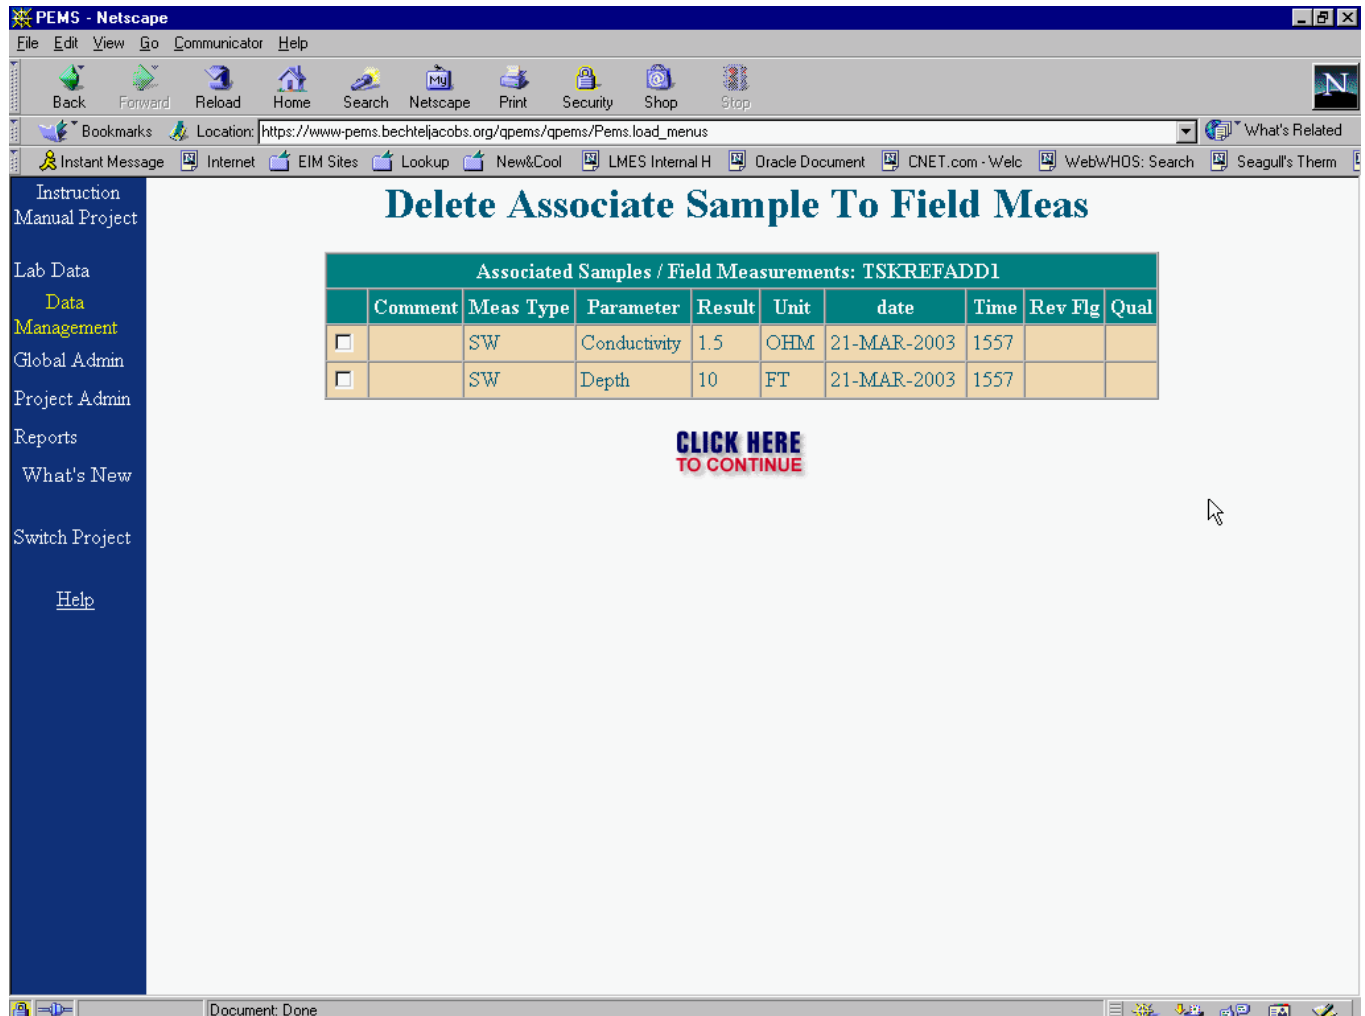 PEMS - Netscape
File Edit View Go Communicator Help
Back Forward Reload Home Search Netscape Print Security Shop Stop
My
N
Bookmarks Location: https://www-pems.bechteljacobs.org/qpems/qpems/Pems.load_menus What's Related
Instant Message Internet EIM Sites Lookup New&Cool LMES Internal H Oracle Document CNET.com - Welc WebWHOS: Search Seagull's Therm
Instruction
Manual Project
Lab Data
Data
Management
Global Admin
Project Admin
Reports
What's New
Switch Project
Help
Delete Associate Sample To Field Meas
Associated Samples / Field Measurements: TSKREFADD1
Comment Meas Type Parameter Result Unit date Time Rev Flg Qual
SW Conductivity 1.5 OHM 21-MAR-2003 1557
SW Depth 10 FT 21-MAR-2003 1557
CLICK HERE
TO CONTINUE
Document: Done